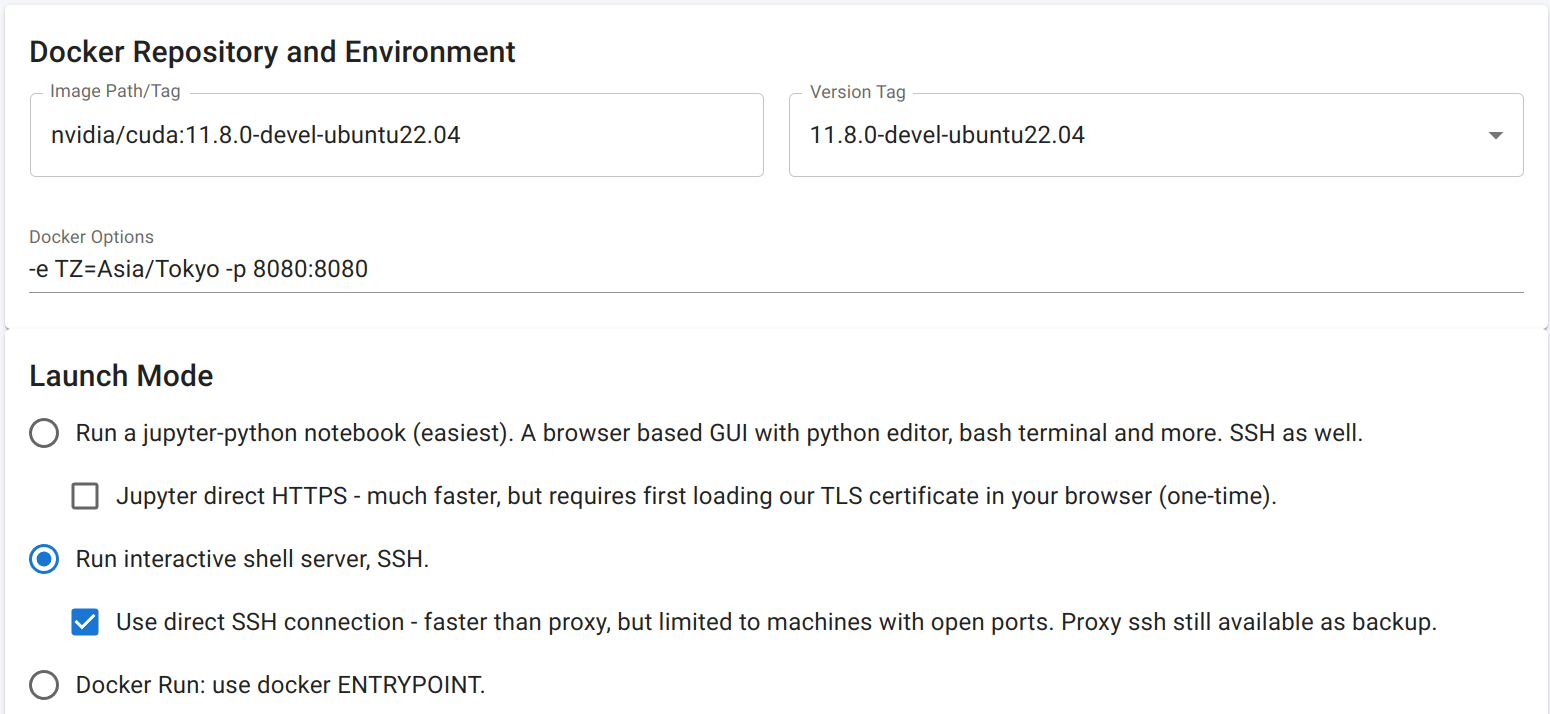 Docker Repository and Environment
Image Path/Tag
nvidia/cuda:11.8.0-devel-ubuntu22.04
Version Tag
11.8.0-devel-ubuntu22.04
Docker Options
-e TZ=Asia/Tokyo -p 8080:8080
Launch Mode
Run a jupyter-python notebook (easiest). A browser based GUI with python editor, bash terminal and more. SSH as well.
Jupyter direct HTTPS - much faster, but requires first loading our TLS certificate in your browser (one-time).
Run interactive shell server, SSH.
Use direct SSH connection - faster than proxy, but limited to machines with open ports. Proxy ssh still available as backup.
Docker Run: use docker ENTRYPOINT.